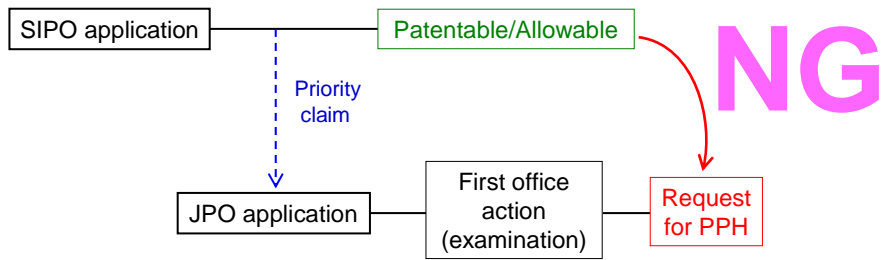 SIPO application
Patentable/Allowable
NG
Priority
claim
JPO application
First office
action
(examination)
Request
for PPH